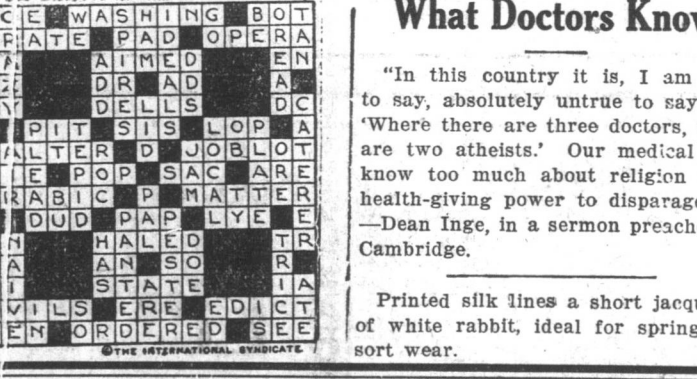 C E WASHING BOT
RATE PAD OPERA
A AIMED EN
Z DR AD A
Y DELLS DC
PIT SIS LOP A
ALTER D JOBLOT
E POP SAC ARE
RABIC P MATTER
DUD PAP LYE E
N HALED TR
A AN SO R
I STATE IA
VILS ERE EDICT
EN ORDERED SEE
©THE INTERNATIONAL SYNDICATE
What Doctors Know
"In this country it is, I am
to say, absolutely untrue to say
'Where there are three doctors,
are two atheists.' Our medical
know too much about religion
health-giving power to disparage
—Dean Inge, in a sermon preach
Cambridge.
Printed silk lines a short jacqu
of white rabbit, ideal for spring
sort wear.